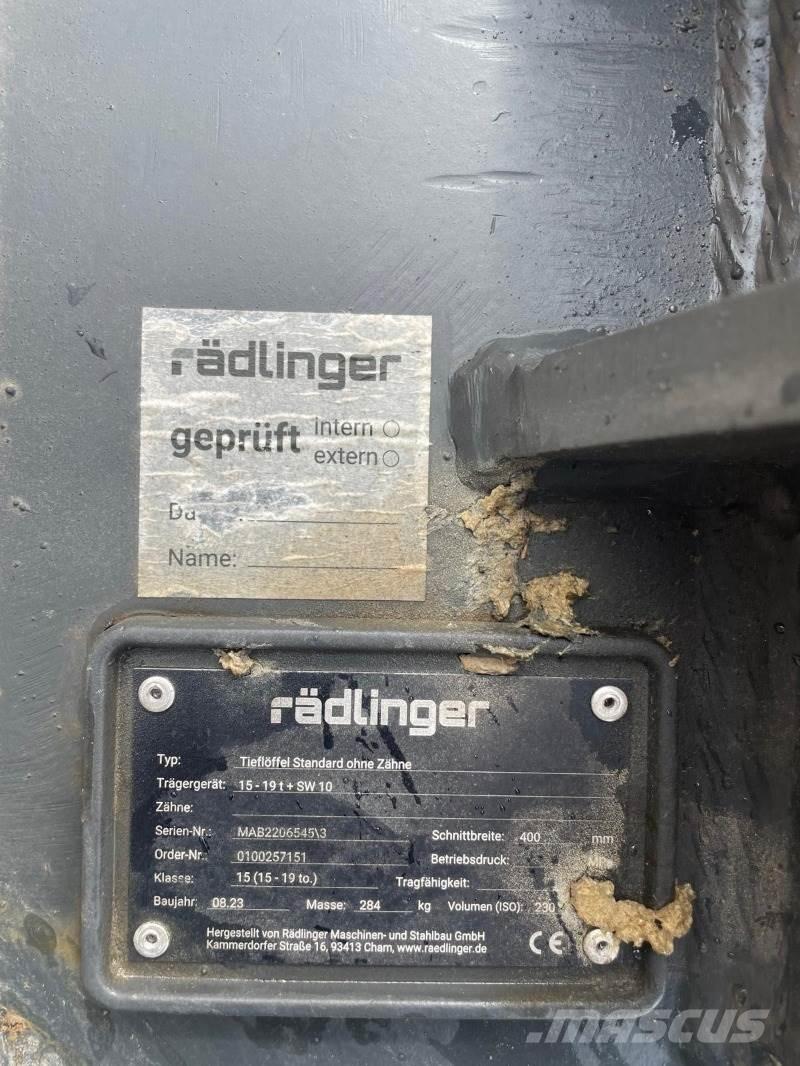 rädlinger
geprüft
intern
extern
Name:
rädlinger
Typ: Tieflöffel Standard ohne Zähne
Trägergerät: 15 - 19 t + SW 10
Zähne:
Serien-Nr.: MAB2206545\3 Schnittbreite: 400 mm
Order-Nr.: 0100257151 Betriebsdruck:
Klasse: 15 (15 - 19 to.) Tragfähigkeit:
Baujahr: 08.23 Masse: 284 kg Volumen (ISO): 230
Hergestellt von Rädlinger Maschinen- und Stahlbau GmbH
Kammerdorfer Straße 16, 93413 Cham, www.raedlinger.de
CE
MASCUS